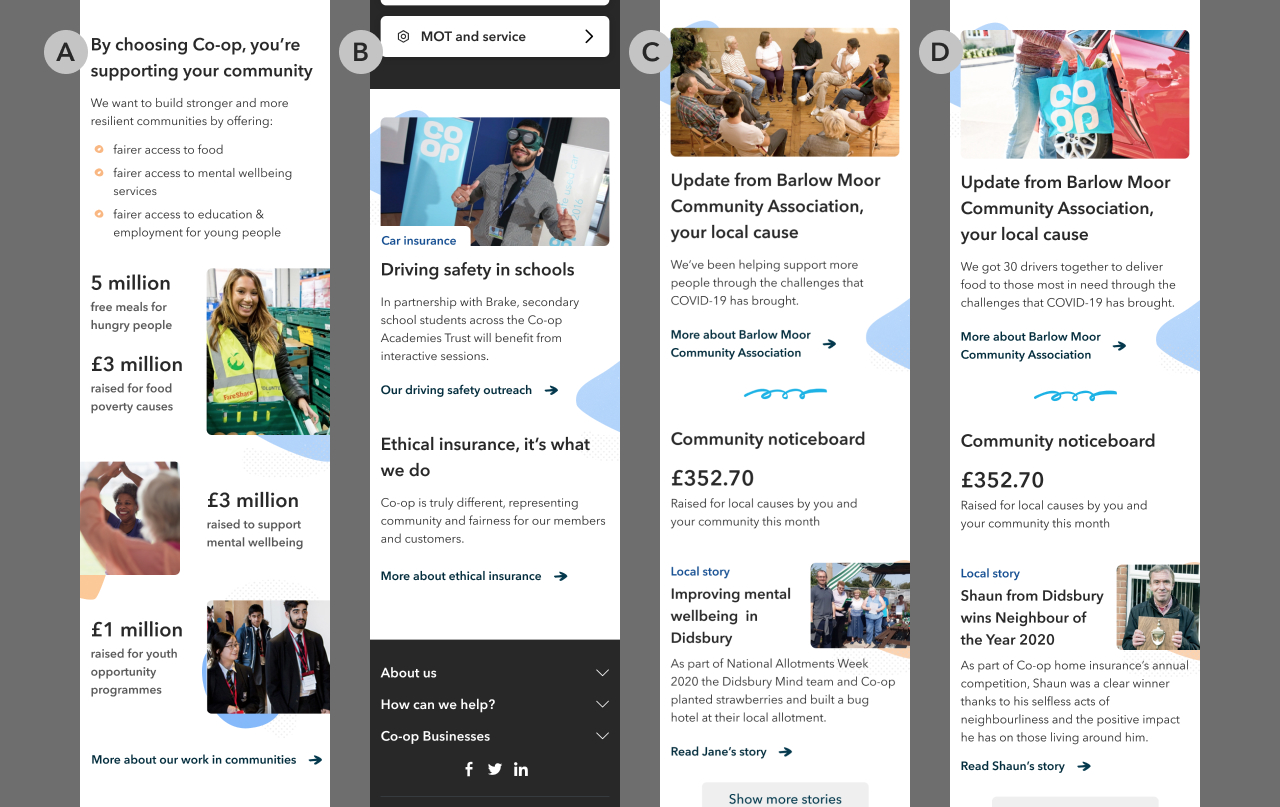 A
By choosing Co-op, you're
supporting your community
We want to build stronger and more
resilient communities by offering:
fairer access to food
fairer access to mental wellbeing
services
fairer access to education &
employment for young people
5 million
free meals for
hungry people
£3 million
raised for food
poverty causes
FareShare
£3 million
raised to support
mental wellbeing
£1 million
raised for youth
opportunity
programmes
More about our work in communities
B
MOT and service
CO
OP
2016
Car insurance
Driving safety in schools
In partnership with Brake, secondary
school students across the Co-op
Academies Trust will benefit from
interactive sessions.
Our driving safety outreach
Ethical insurance, it's what
we do
Co-op is truly different, representing
community and fairness for our members
and customers.
More about ethical insurance
About us
How can we help?
Co-op Businesses
f
in
C
Update from Barlow Moor
Community Association,
your local cause
We've been helping support more
people through the challenges that
COVID-19 has brought.
More about Barlow Moor
Community Association
Community noticeboard
£352.70
Raised for local causes by you and
your community this month
Local story
Improving mental
wellbeing in
Didsbury
As part of National Allotments Week
2020 the Didsbury Mind team and Co-op
planted strawberries and built a bug
hotel at their local allotment.
Read Jane's story
Show more stories
D
CO
OP
Update from Barlow Moor
Community Association,
your local cause
We got 30 drivers together to deliver
food to those most in need through the
challenges that COVID-19 has brought.
More about Barlow Moor
Community Association
Community noticeboard
£352.70
Raised for local causes by you and
your community this month
Local story
Shaun from Didsbury
wins Neighbour of
the Year 2020
As part of Co-op home insurance's annual
competition, Shaun was a clear winner
thanks to his selfless acts of
neighbourliness and the positive impact
he has on those living around him.
Read Shaun's story